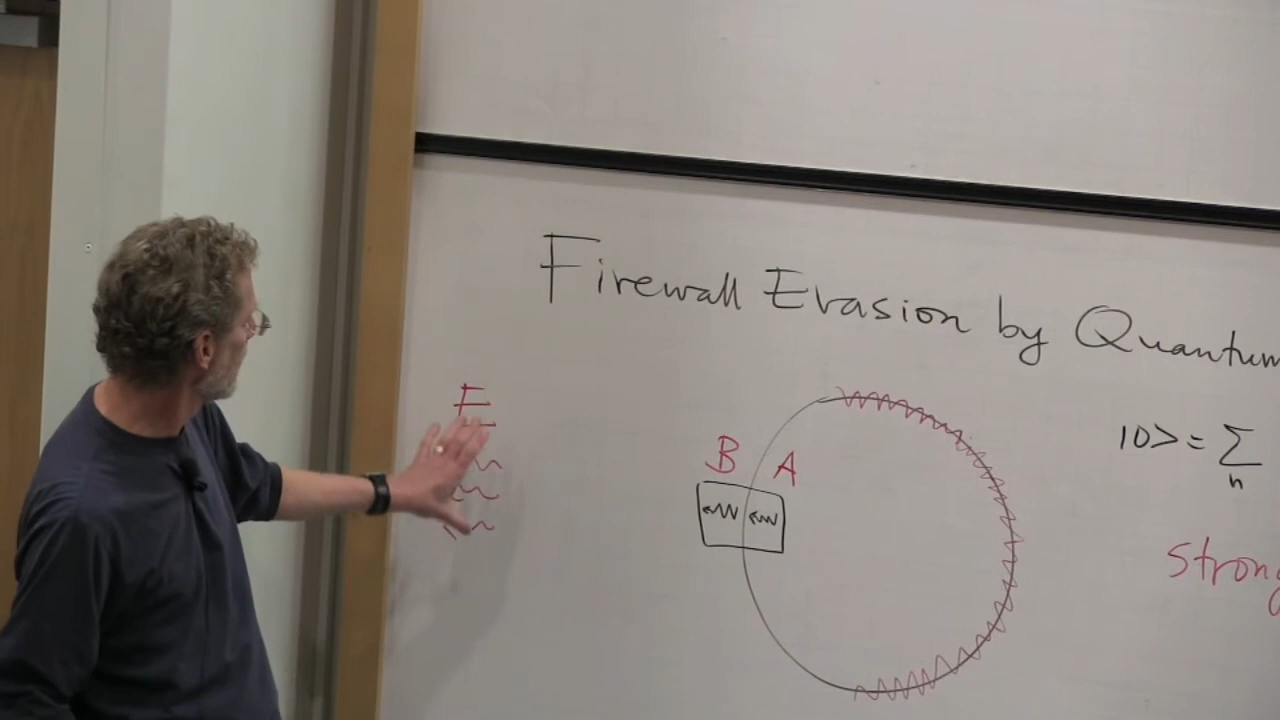 Firewall Evasion by Quantum
E
B A
|0> = Σ
n
Strong